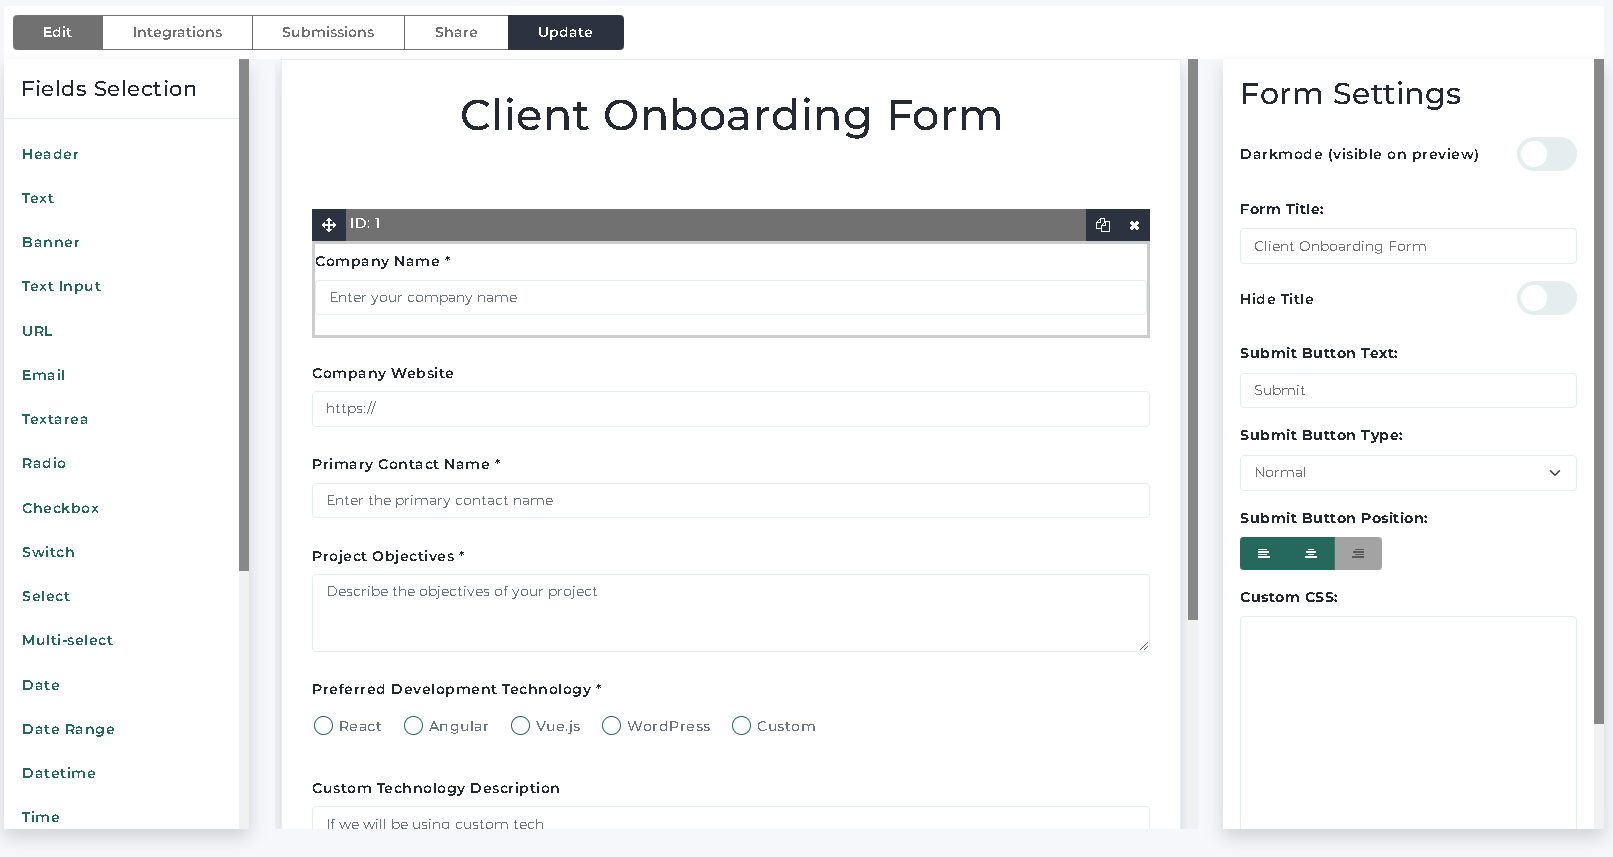 Edit Integrations Submissions Share Update
Fields Selection
Header
Text
Banner
Text Input
URL
Email
Textarea
Radio
Checkbox
Switch
Select
Multi-select
Date
Date Range
Datetime
Time
Client Onboarding Form
ID: 1
Company Name *
Enter your company name
Company Website
https://
Primary Contact Name *
Enter the primary contact name
Project Objectives *
Describe the objectives of your project
Preferred Development Technology *
React Angular Vue.js WordPress Custom
Custom Technology Description
If we will be using custom tech
Form Settings
Darkmode (visible on preview)
Form Title:
Client Onboarding Form
Hide Title
Submit Button Text:
Submit
Submit Button Type:
Normal
Submit Button Position:
Custom CSS: